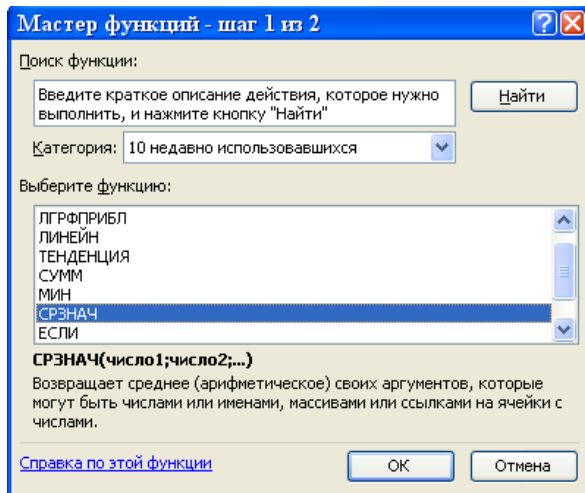 Мастер функций - шаг 1 из 2
Поиск функции:
Введите краткое описание действия, которое нужно
выполнить, и нажмите кнопку "Найти"
Найти
Категория:
10 недавно использовавшихся
Выберите функцию:
ЛГРФПРИБЛ
ЛИНЕЙН
ТЕНДЕНЦИЯ
СУММ
МИН
СРЗНАЧ
ЕСЛИ
СРЗНАЧ(число1;число2;...)
Возвращает среднее (арифметическое) своих аргументов, которые
могут быть числами или именами, массивами или ссылками на ячейки с
числами.
Справка по этой функции
ОК
Отмена